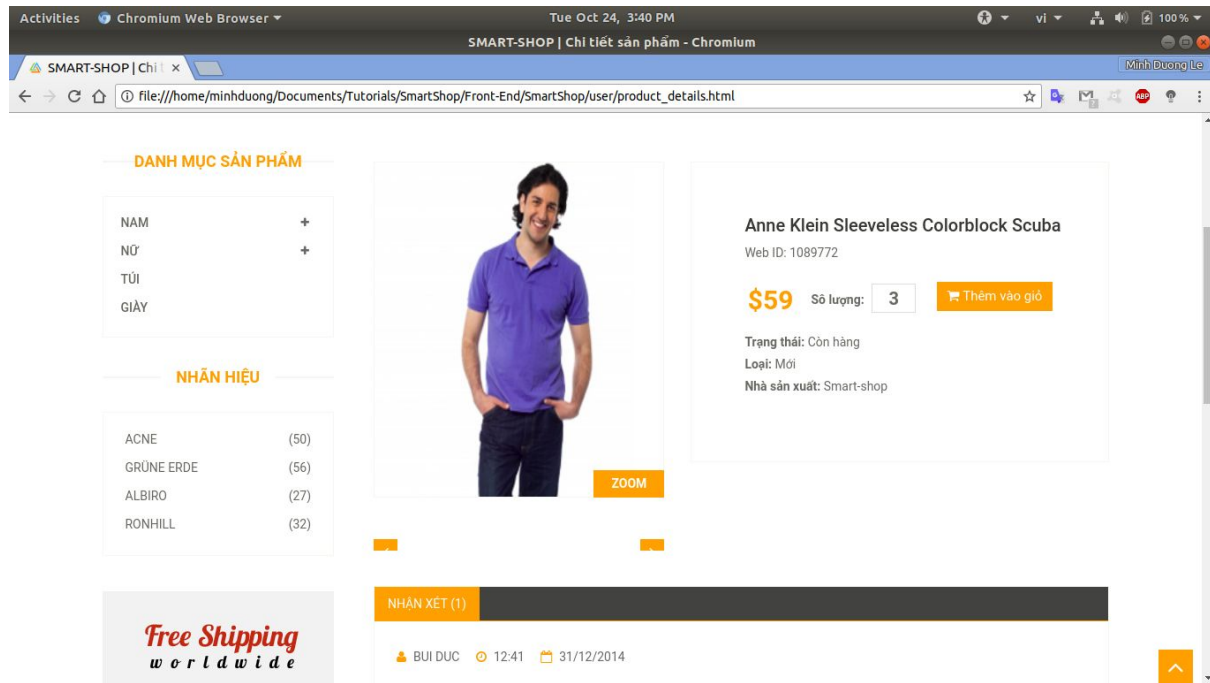 Activities Chromium Web Browser Tue Oct 24, 3:40 PM vi 100 %
SMART-SHOP | Chi tiết sản phẩm - Chromium
SMART-SHOP | Chi t Minh Duong Le
file:///home/minhduong/Documents/Tutorials/SmartShop/Front-End/SmartShop/user/product_details.html ABP
DANH MỤC SẢN PHẨM
NAM +
NỮ +
TÚI
GIÀY
NHÃN HIỆU
ACNE (50)
GRÜNE ERDE (56)
ALBIRO (27)
RONHILL (32)
Free Shipping
worldwide
ZOOM
Anne Klein Sleeveless Colorblock Scuba
Web ID: 1089772
$59 Số lượng: 3 Thêm vào giỏ
Trạng thái: Còn hàng
Loại: Mới
Nhà sản xuất: Smart-shop
NHẬN XÉT (1)
BUI DUC 12:41 31/12/2014